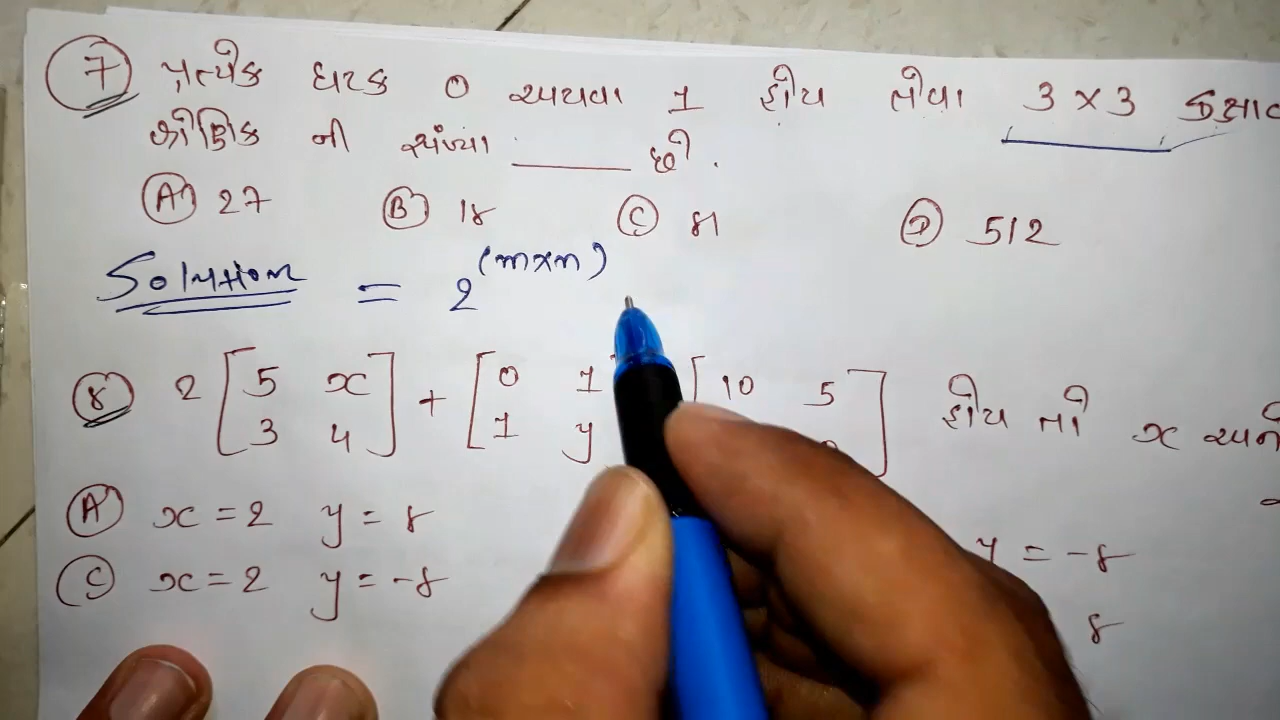 7 પ્રત્યેક ઘટક 0 અથવા 1 હોય તેવા 3 × 3
શ્રેણિક ની સંખ્યા ______ છે.
A 27 B 18 C 81 D 512
Solution = 2^(m×n)
8 2 [5 x + [0 1 [10 5 હોય તો x અને
3 4] 1 y ]
A x = 2 y = 8 y = -8
C x = 2 y = -8 8